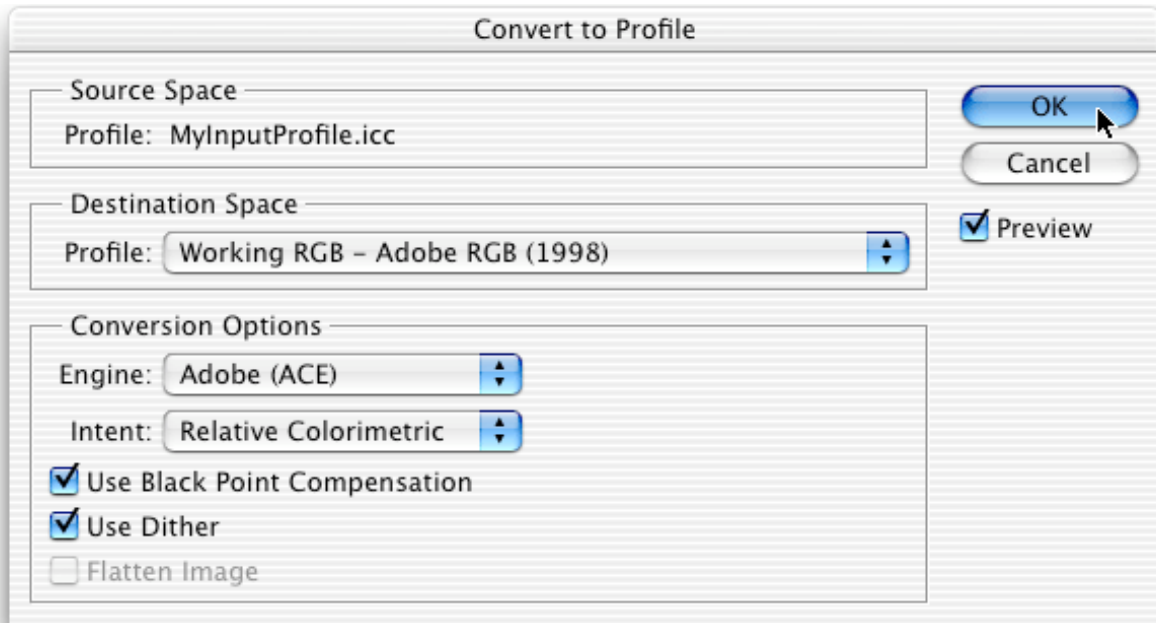 Convert to Profile
Source Space
Profile: MyInputProfile.icc
OK
Cancel
Preview
Destination Space
Profile: Working RGB – Adobe RGB (1998)
Conversion Options
Engine: Adobe (ACE)
Intent: Relative Colorimetric
Use Black Point Compensation
Use Dither
Flatten Image